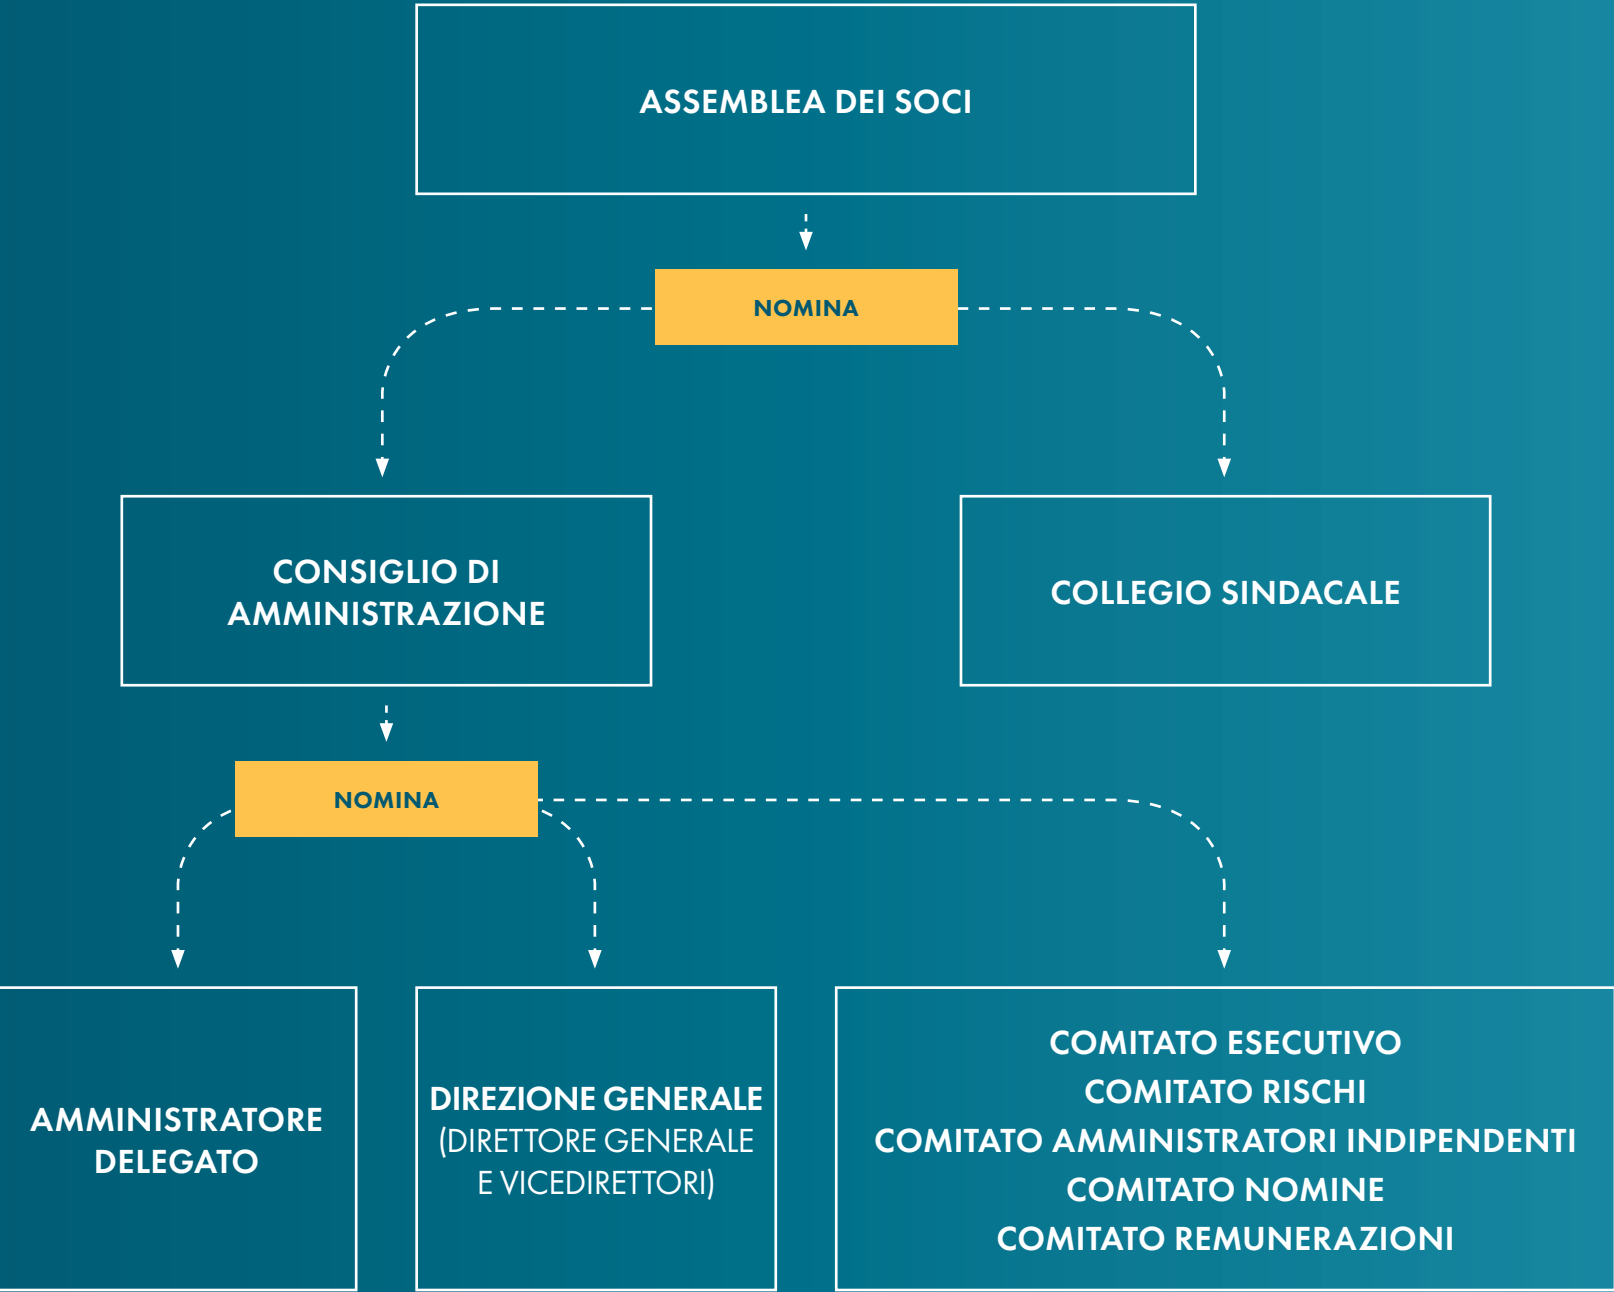 ASSEMBLEA DEI SOCI
NOMINA
CONSIGLIO DI
AMMINISTRAZIONE
COLLEGIO SINDACALE
NOMINA
AMMINISTRATORE
DELEGATO
DIREZIONE GENERALE
(DIRETTORE GENERALE
E VICEDIRETTORI)
COMITATO ESECUTIVO
COMITATO RISCHI
COMITATO AMMINISTRATORI INDIPENDENTI
COMITATO NOMINE
COMITATO REMUNERAZIONI